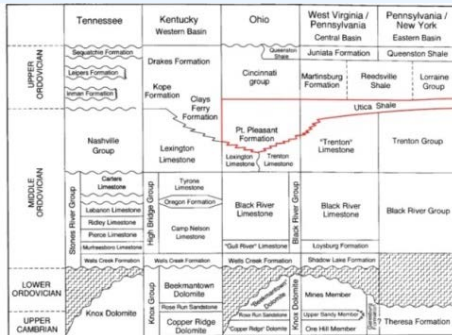 Tennessee
Kentucky
Western Basin
Ohio
West Virginia /
Pennsylvania
Central Basin
Pennsylvania /
New York
Eastern Basin
UPPER
ORDOVICIAN
Sequatchie Formation
Leipers Formation
Inman Formation
Drakes Formation
Kope
Formation
Clays
Ferry
Formation
Queenston
Shale
Cincinnati
group
Juniata Formation
Queenston Shale
Martinsburg
Formation
Reedsville
Shale
Lorraine
Group
Utica Shale
MIDDLE
ORDOVICIAN
Nashville
Group
Lexington
Limestone
Pt. Pleasant
Formation
Lexington
Limestone
Trenton
Limestone
"Trenton"
Limestone
Trenton Group
Stones River Group
Carters
Limestone
Lebanon Limestone
Ridley Limestone
Pierce Limestone
Murfreesboro Limestone
Wells Creek Formation
High Bridge Group
Tyrone
Limestone
Oregon Formation
Camp Nelson
Limestone
Wells Creek Formation
Black River
Limestone
"Gull River" Limestone
Wells Creek Formation
Black River Group
Black River
Limestone
Loysburg Formation
Shadow Lake Formation
Black River Group
LOWER
ORDOVICIAN
UPPER
CAMBRIAN
Knox Dolomite
Knox Group
Beekmantown
Dolomite
Rose Run Sandstone
Copper Ridge
Dolomite
"Beekmantown"
Dolomite
Rose Run Sandstone
"Copper Ridge" Dolomite
Knox Dolomite
Mines Member
Upper Sandy Member
Ore Hill Member
? Theresa Formation